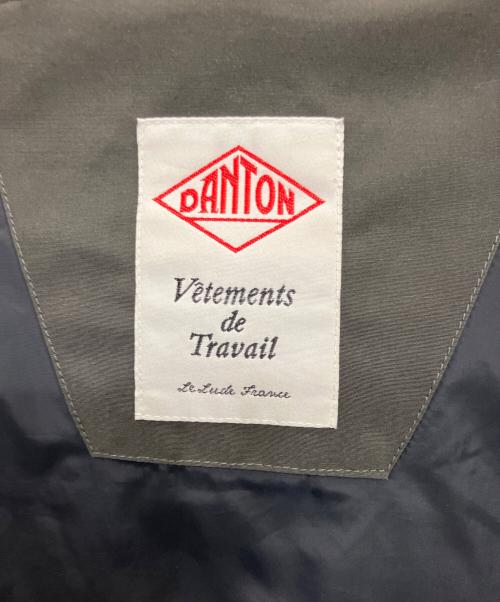 DANTON
Vêtements
de
Travail
Le Lude France